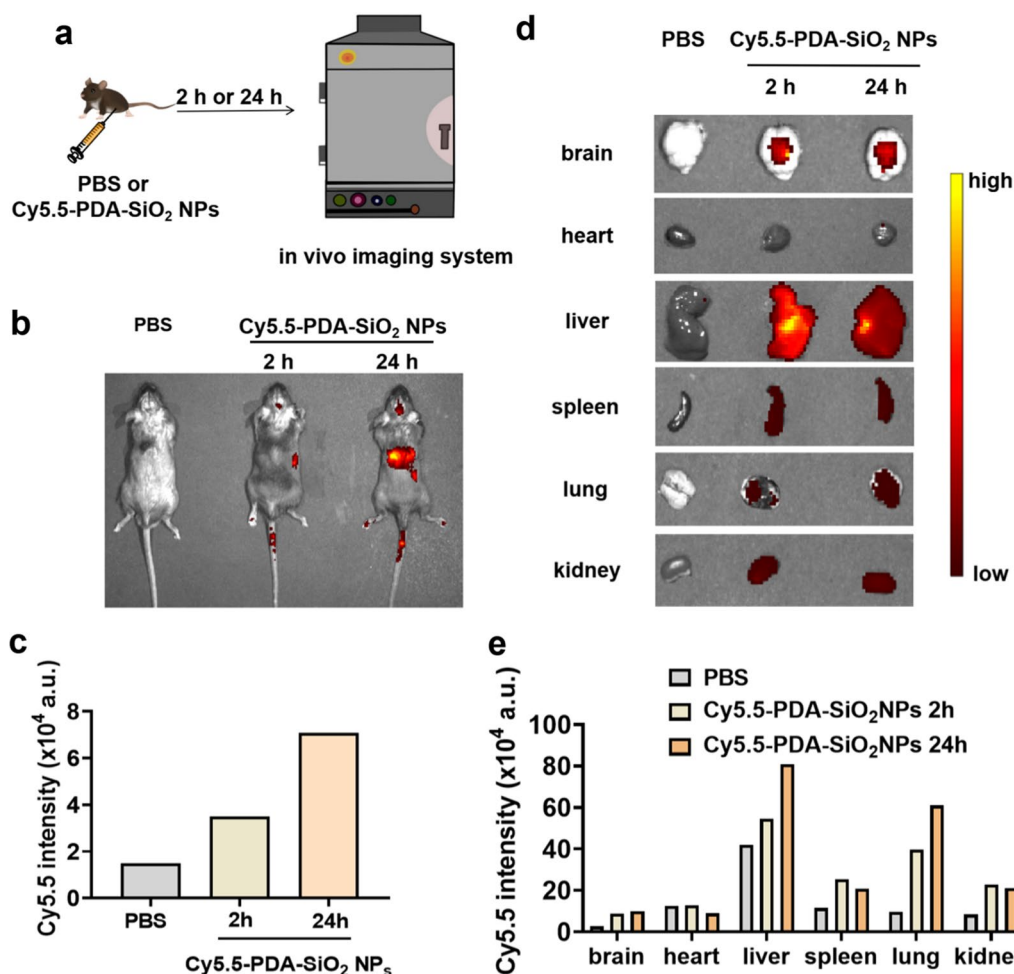 a
2 h or 24 h
PBS or
Cy5.5-PDA-SiO₂ NPs
in vivo imaging system
b
PBS
Cy5.5-PDA-SiO₂ NPs
2 h
24 h
c
Cy5.5 intensity (x10⁴ a.u.)
8
6
4
2
0
PBS
2h
24h
Cy5.5-PDA-SiO₂ NPs
d
PBS
Cy5.5-PDA-SiO₂ NPs
2 h
24 h
brain
heart
liver
spleen
lung
kidney
high
low
e
PBS
Cy5.5-PDA-SiO₂NPs 2h
Cy5.5-PDA-SiO₂NPs 24h
Cy5.5 intensity (x10⁴ a.u.)
100
80
60
40
20
0
brain
heart
liver
spleen
lung
kidney